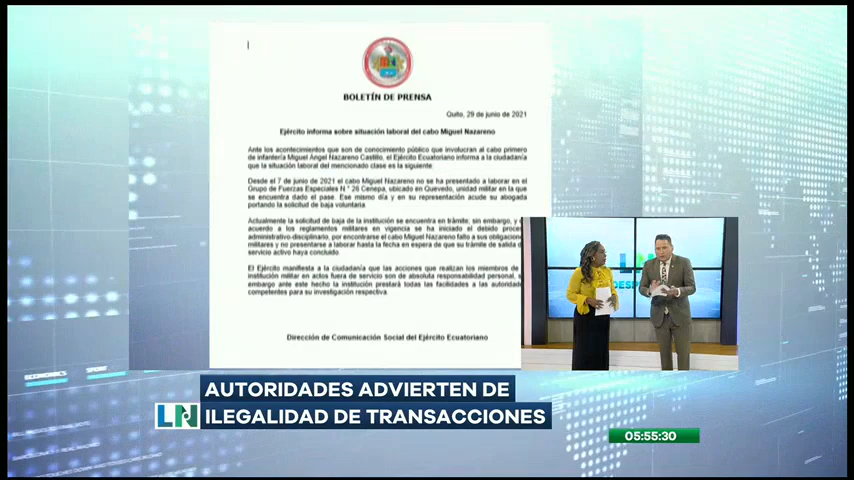 BOLETÍN DE PRENSA
Quito, 29 de junio de 2021
Ejército informa sobre situación laboral del cabo Miguel Nazareno
Ante los acontecimientos que son de conocimiento público que involucran al cabo primero
de infantería Miguel Ángel Nazareno Castillo, el Ejército Ecuatoriano informa a la ciudadanía
que la situación laboral del mencionado clase es la siguiente:
Desde el 7 de junio de 2021 el cabo Miguel Nazareno no se ha presentado a laborar en el
Grupo de Fuerzas Especiales N° 26 Cenepa, ubicado en Quevedo, unidad militar en la que
se encuentra dado el pase. Ese mismo día y en su representación acude su abogada
portando la solicitud de baja voluntaria.
Actualmente la solicitud de baja de la institución se encuentra en trámite; sin embargo, y
acuerdo a los reglamentos militares en vigencia se ha iniciado el debido
administrativo-disciplinario, por encontrarse el cabo Miguel Nazareno falto a sus
militares y no presentarse a laborar hasta la fecha en espera de que su trámite de salida
servicio activo haya concluido.
El Ejército manifiesta a la ciudadanía que las acciones que realizan los miembros de
institución militar en actos fuera de servicio son de absoluta responsabilidad personal,
embargo ante este hecho la institución prestará todas las facilidades a las
competentes para su investigación respectiva.
Dirección de Comunicación Social del Ejército Ecuatoriano
LN
ECONOMICS
SPORT
AUTORIDADES ADVIERTEN DE
LN ILEGALIDAD DE TRANSACCIONES
05:55:30